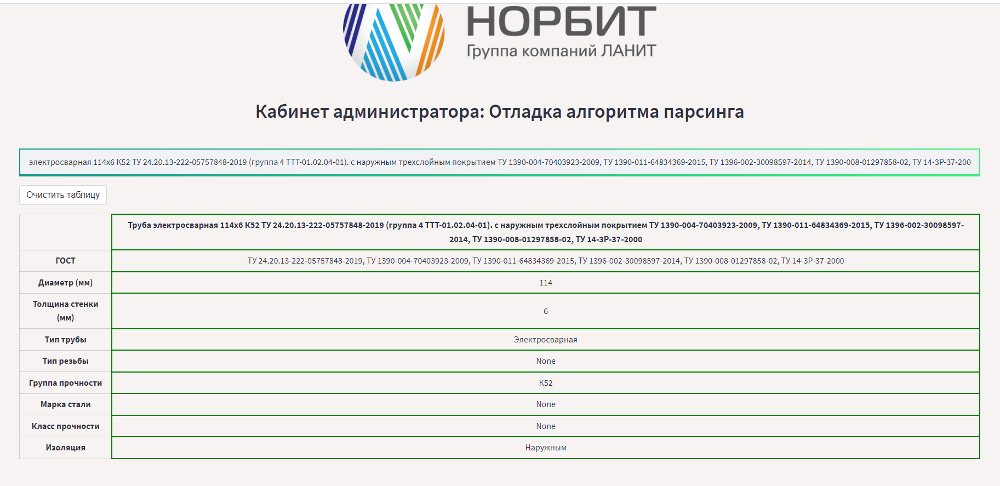 НОРБИТ
Группа компаний ЛАНИТ
Кабинет администратора: Отладка алгоритма парсинга
электросварная 114х6 К52 ТУ 24.20.13-222-05757848-2019 (группа 4 ТТТ-01.02.04-01). с наружным трехслойным покрытием ТУ 1390-004-70403923-2009, ТУ 1390-011-64834369-2015, ТУ 1396-002-30098597-2014, ТУ 1390-008-01297858-02, ТУ 14-3Р-37-200
Очистить таблицу
Труба электросварная 114х6 К52 ТУ 24.20.13-222-05757848-2019 (группа 4 ТТТ-01.02.04-01). с наружным трехслойным покрытием ТУ 1390-004-70403923-2009, ТУ 1390-011-64834369-2015, ТУ 1396-002-30098597-
2014, ТУ 1390-008-01297858-02, ТУ 14-3Р-37-2000
ГОСТ ТУ 24.20.13-222-05757848-2019, ТУ 1390-004-70403923-2009, ТУ 1390-011-64834369-2015, ТУ 1396-002-30098597-2014, ТУ 1390-008-01297858-02, ТУ 14-3Р-37-2000
Диаметр (мм) 114
Толщина стенки
(мм) 6
Тип трубы Электросварная
Тип резьбы None
Группа прочности К52
Марка стали None
Класс прочности None
Изоляция Наружным